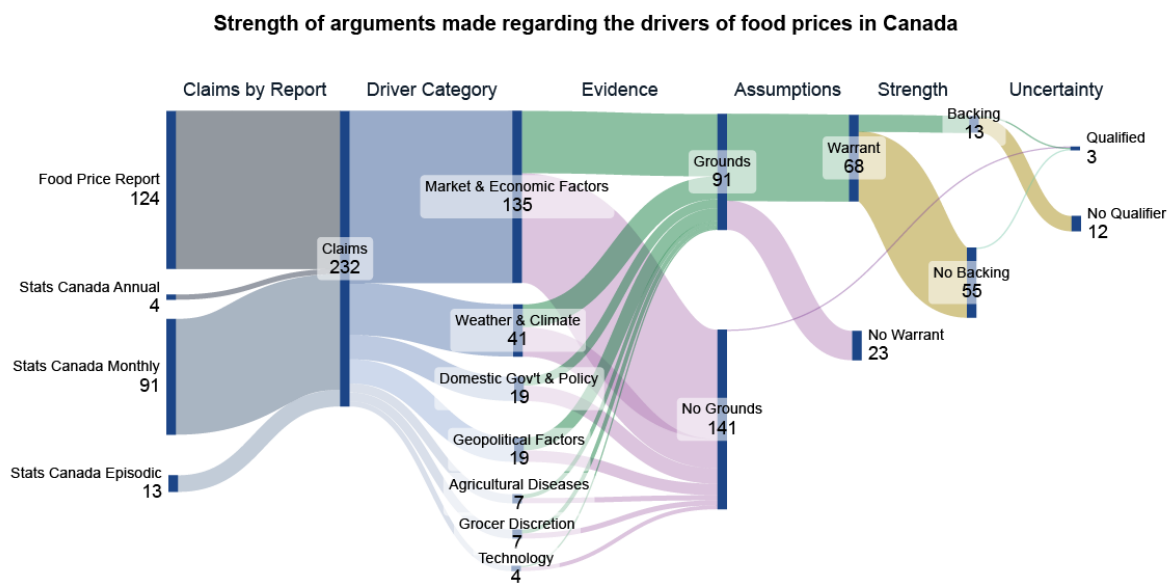 Strength of arguments made regarding the drivers of food prices in Canada
Claims by Report
Driver Category
Evidence
Assumptions
Strength
Uncertainty
Food Price Report
124
Stats Canada Annual
4
Stats Canada Monthly
91
Stats Canada Episodic
13
Claims
232
Market & Economic Factors
135
Weather & Climate
41
Domestic Gov't & Policy
19
Geopolitical Factors
19
Agricultural Diseases
7
Grocer Discretion
7
Technology
4
Grounds
91
No Grounds
141
Warrant
68
No Warrant
23
Backing
13
No Backing
55
Qualified
3
No Qualifier
12